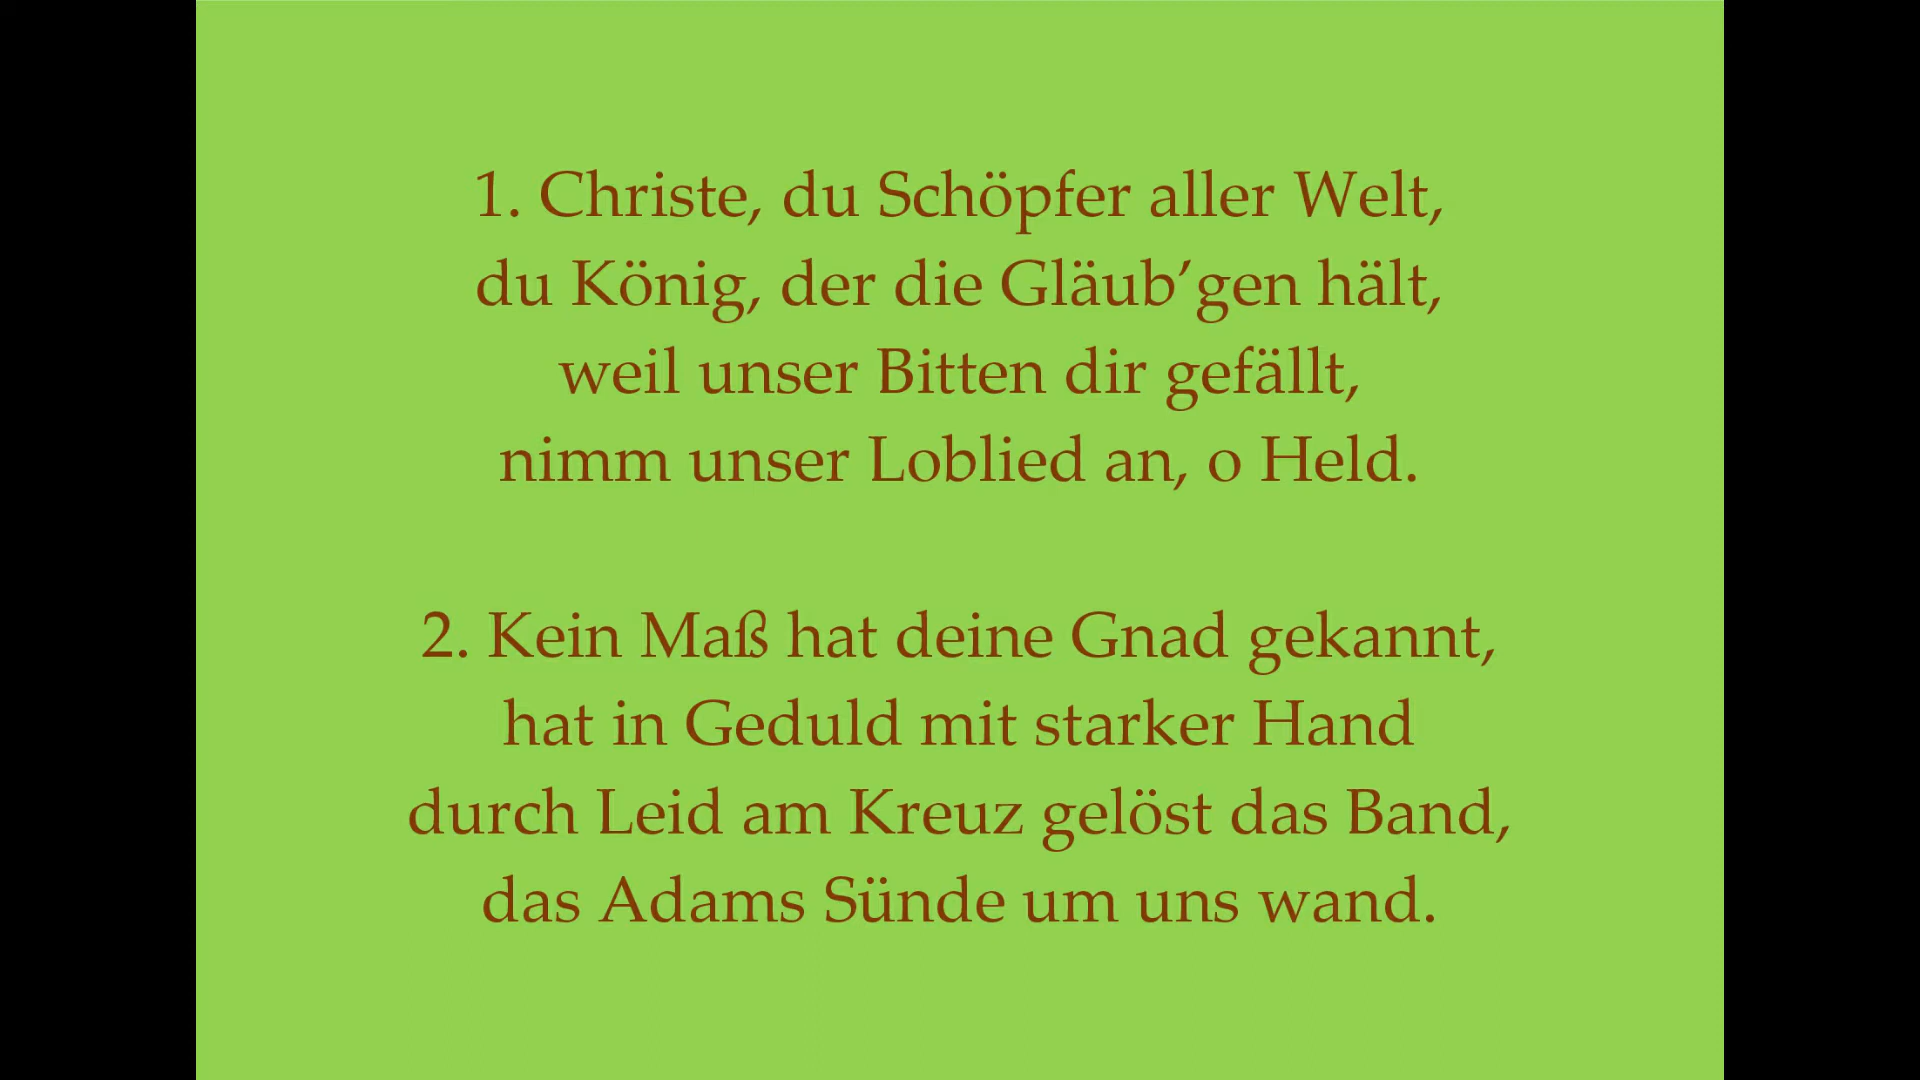 1. Christe, du Schöpfer aller Welt,
du König, der die Gläub’gen hält,
weil unser Bitten dir gefällt,
nimm unser Loblied an, o Held.
2. Kein Maß hat deine Gnad gekannt,
hat in Geduld mit starker Hand
durch Leid am Kreuz gelöst das Band,
das Adams Sünde um uns wand.